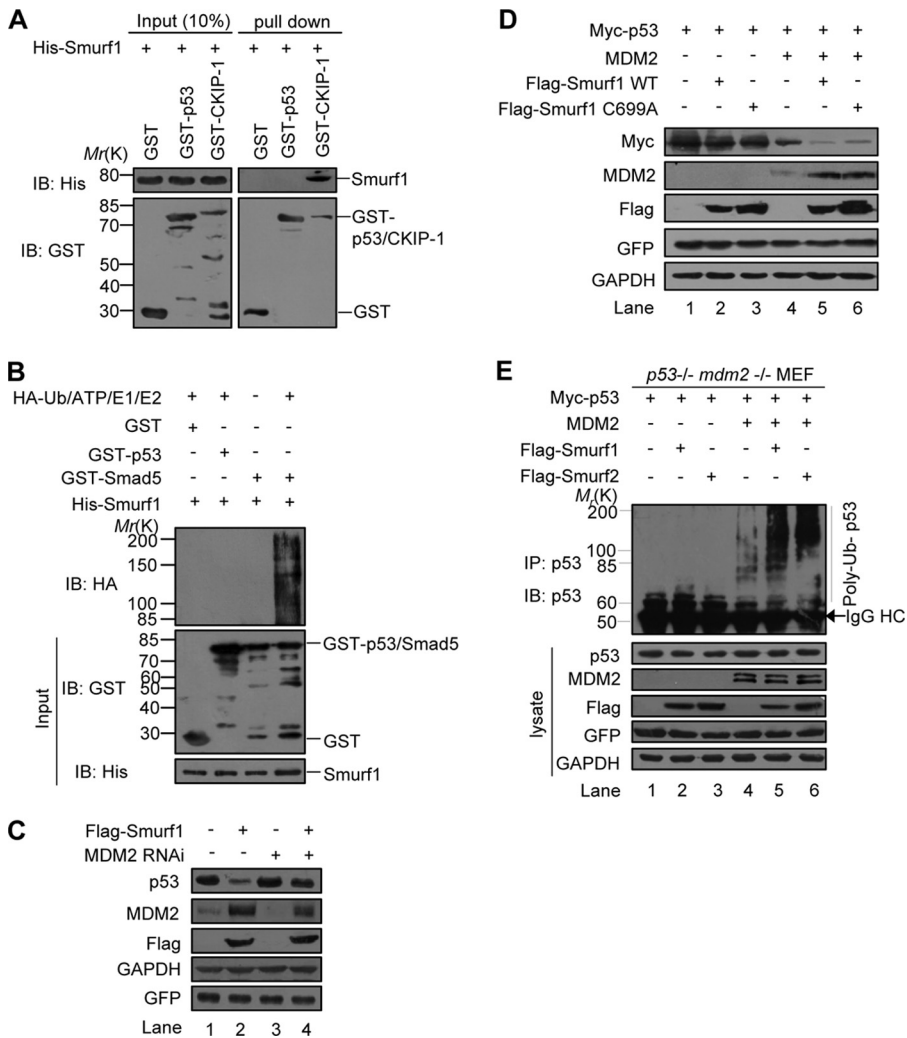 A
Input (10%) pull down
His-Smurf1 + + + + + +
GST GST-p53 GST-CKIP-1 GST GST-p53 GST-CKIP-1
Mr(K)
IB: His 80 Smurf1
IB: GST 85 70 50 40 30 GST-p53/CKIP-1 GST
B
HA-Ub/ATP/E1/E2 + + - +
GST + - - -
GST-p53 - + - -
GST-Smad5 - - + +
His-Smurf1 + + + +
Mr(K)
IB: HA 200 150 100 85
Input
IB: GST 85 70 60 50 40 30 GST-p53/Smad5 GST
IB: His Smurf1
C
Flag-Smurf1 - + - +
MDM2 RNAi - - + +
p53
MDM2
Flag
GAPDH
GFP
Lane 1 2 3 4
D
Myc-p53 + + + + + +
MDM2 - - - + + +
Flag-Smurf1 WT - + - - + -
Flag-Smurf1 C699A - - + - - +
Myc
MDM2
Flag
GFP
GAPDH
Lane 1 2 3 4 5 6
E
p53-/- mdm2 -/- MEF
Myc-p53 + + + + + +
MDM2 - - - + + +
Flag-Smurf1 - + - - + -
Flag-Smurf2 - - + - - +
Mr(K)
200
100
IP: p53 85
IB: p53 60
50
Poly-Ub- p53
IgG HC
lysate
p53
MDM2
Flag
GFP
GAPDH
Lane 1 2 3 4 5 6